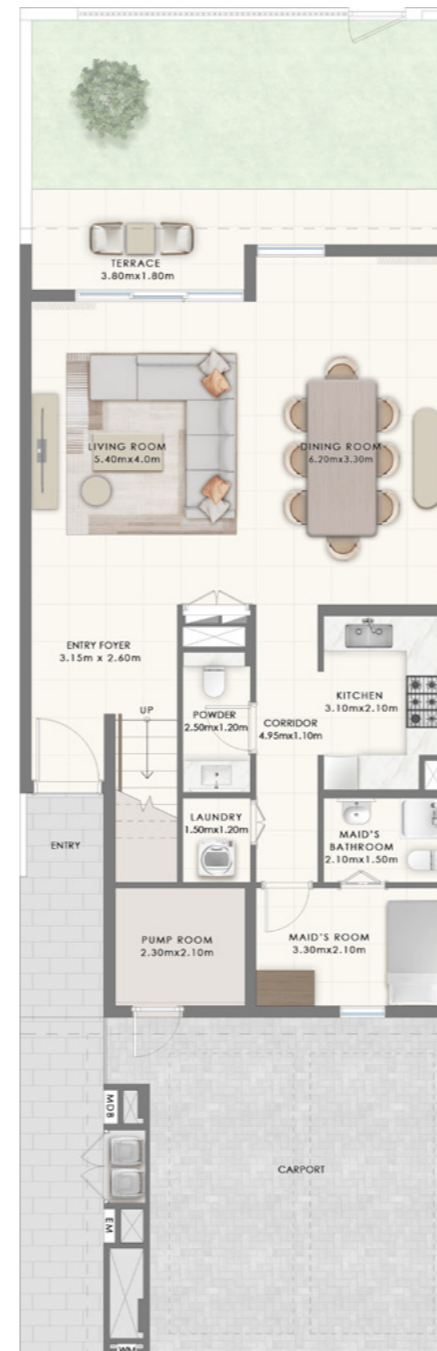 TERRACE
3.80mx1.80m
LIVING ROOM
5.40mx4.0m
DINING ROOM
6.20mx3.30m
ENTRY FOYER
3.15m x 2.60m
UP
POWDER
2.50mx1.20m
CORRIDOR
4.95mx1.10m
KITCHEN
3.10mx2.10m
LAUNDRY
1.50mx1.20m
MAID'S
BATHROOM
2.10mx1.50m
ENTRY
PUMP ROOM
2.30mx2.10m
MAID'S ROOM
3.30mx2.10m
MDB
CARPORT
EM
WM